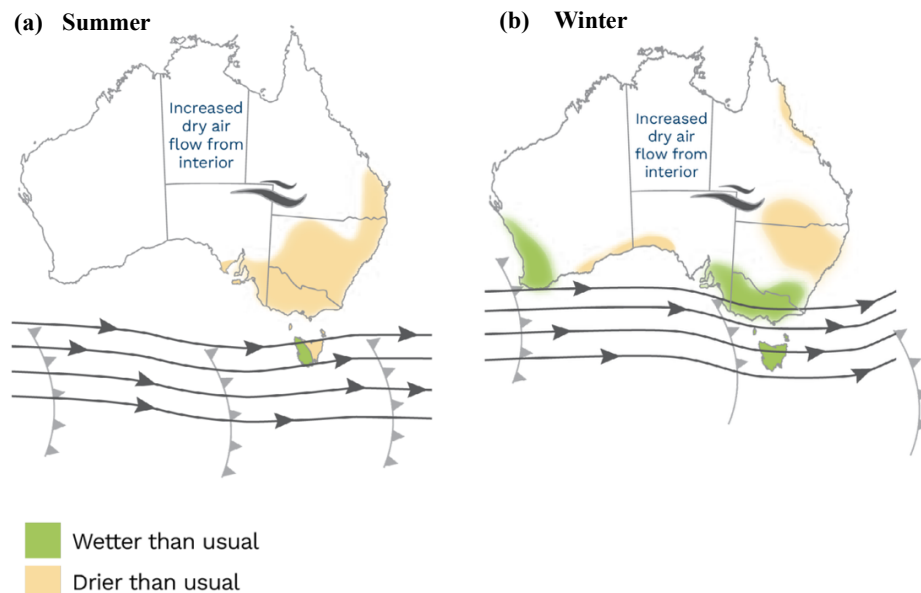 (a) Summer
Increased
dry air
flow from
interior
(b) Winter
Increased
dry air
flow from
interior
Wetter than usual
Drier than usual